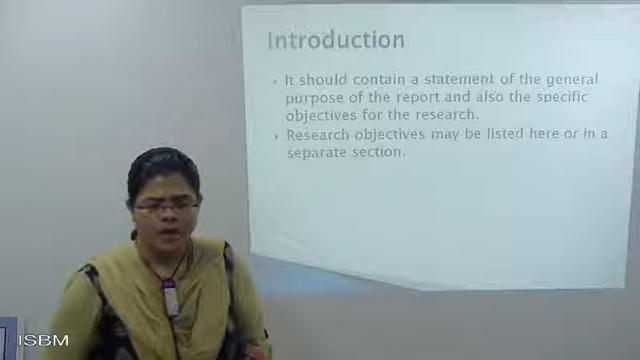 Introduction
It should contain a statement of the general
purpose of the report and also the specific
objectives for the research.
Research objectives may be listed here or in a
separate section.
ISBM